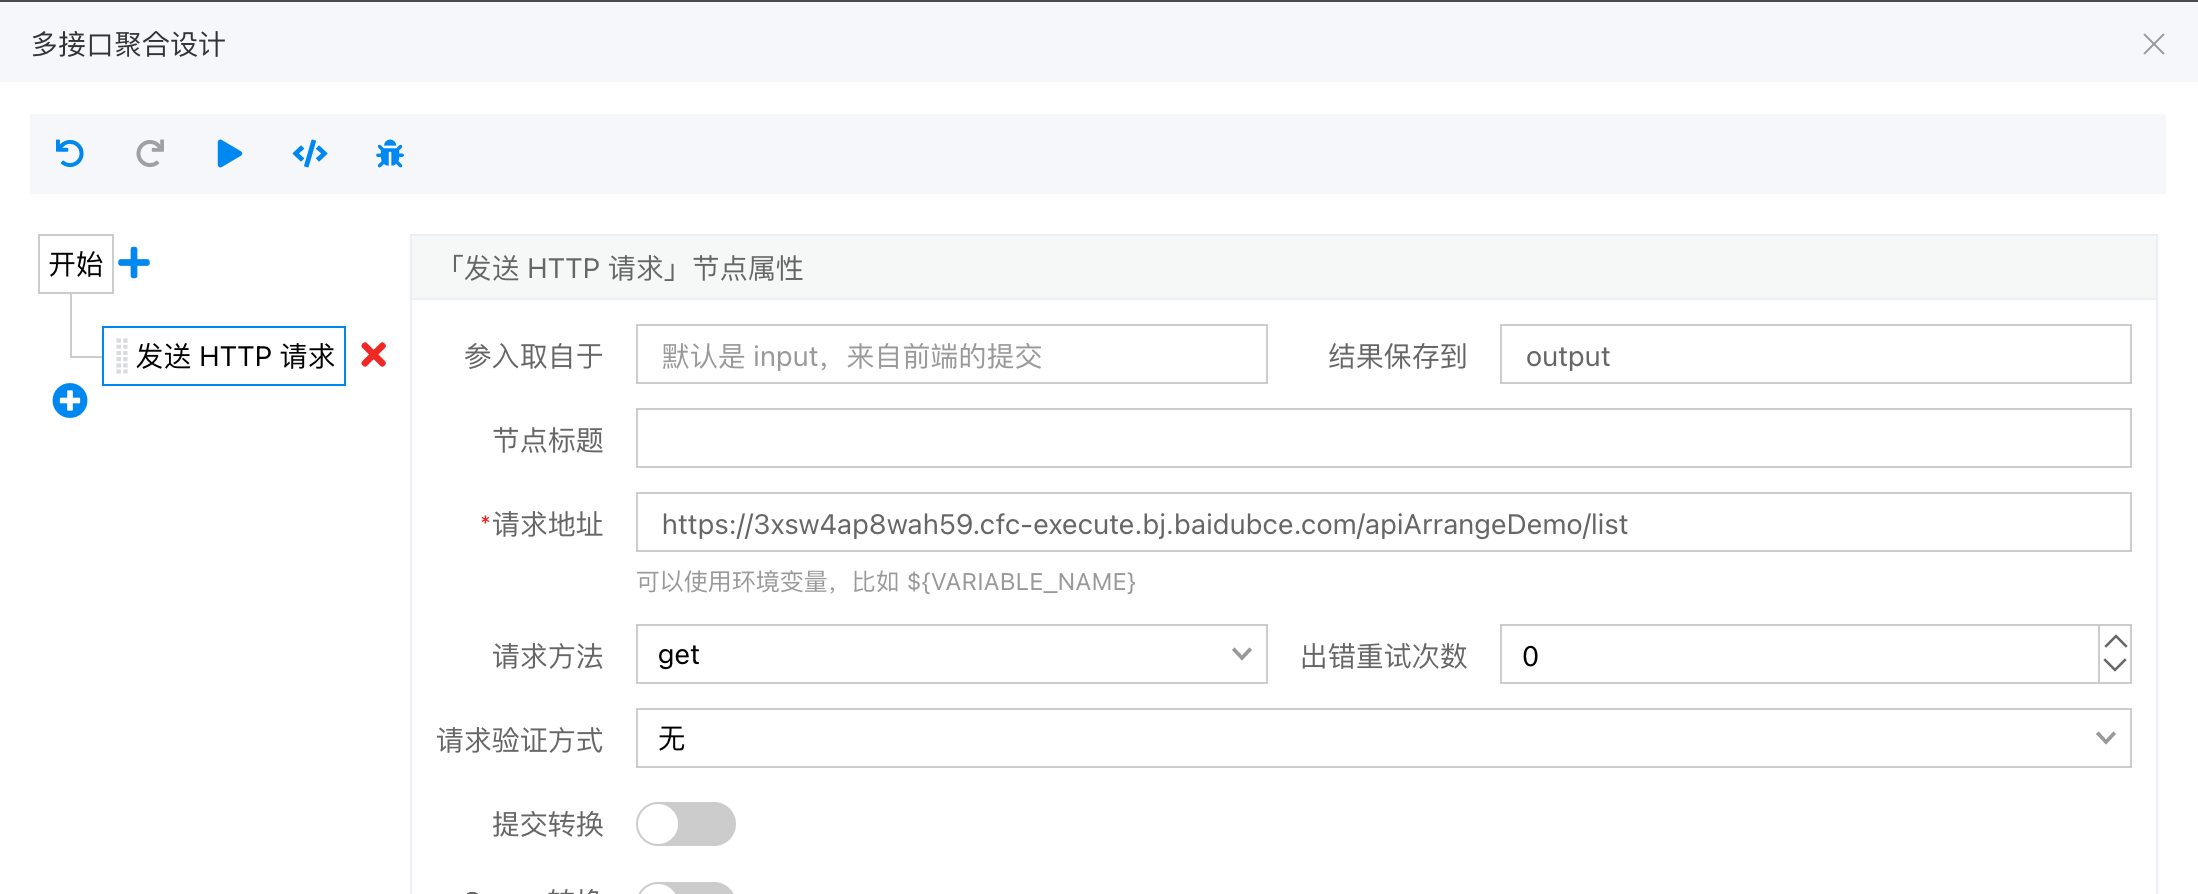 多接口聚合设计
开始
发送 HTTP 请求
「发送 HTTP 请求」节点属性
参入取自于 默认是 input，来自前端的提交 结果保存到 output
节点标题
*请求地址 https://3xsw4ap8wah59.cfc-execute.bj.baidubce.com/apiArrangeDemo/list
可以使用环境变量，比如 ${VARIABLE_NAME}
请求方法 get 出错重试次数 0
请求验证方式 无
提交转换